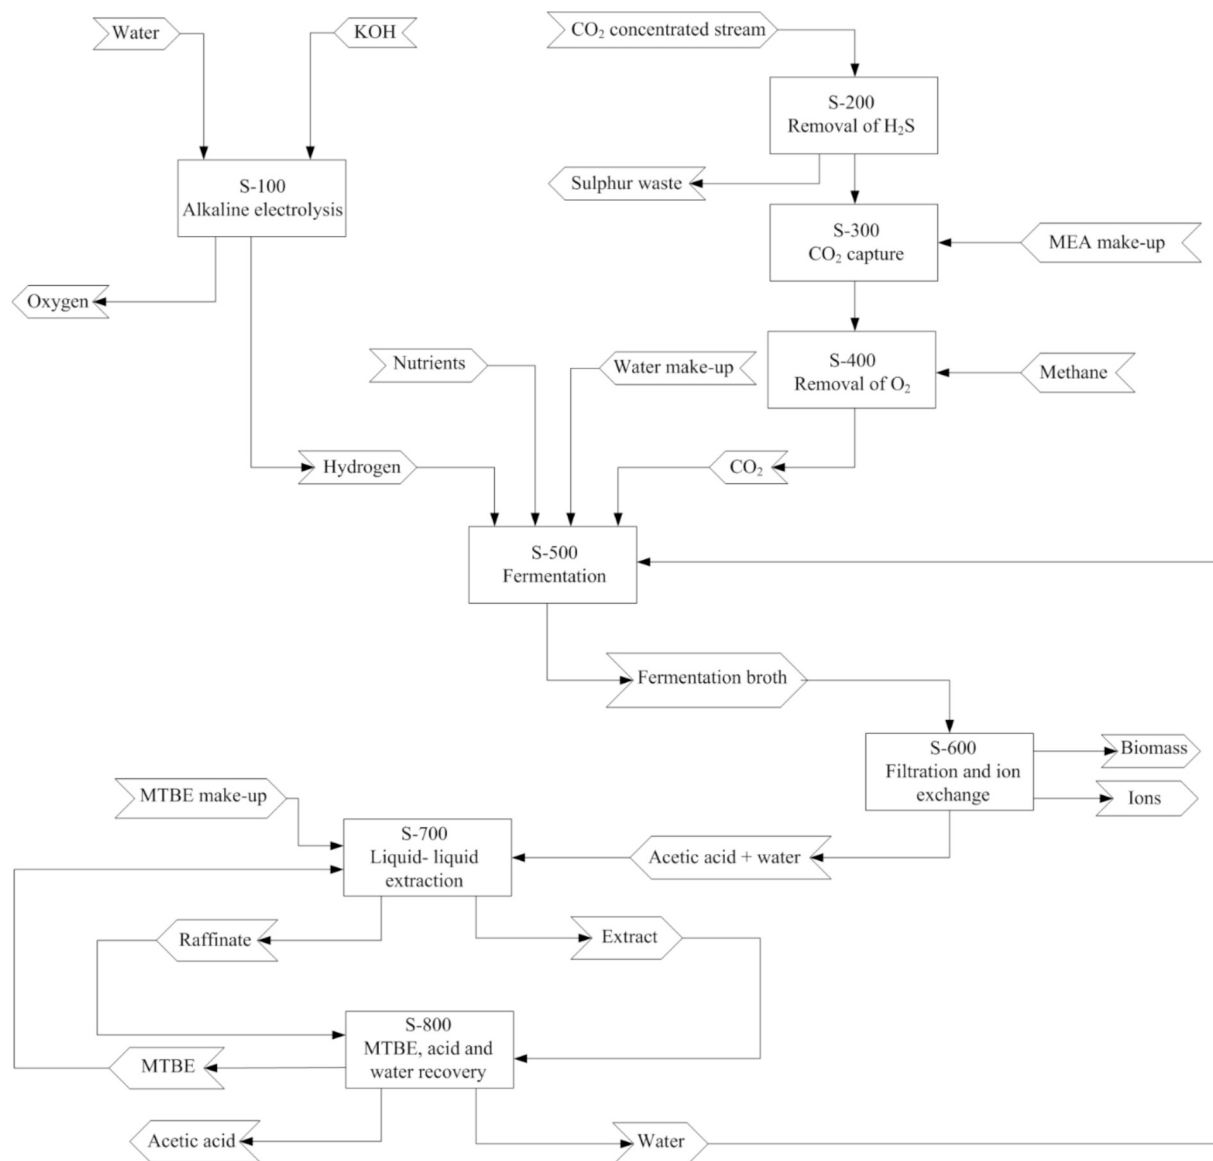 Water
KOH
CO₂ concentrated stream
S-200
Removal of H₂S
S-100
Alkaline electrolysis
Sulphur waste
S-300
CO₂ capture
MEA make-up
Oxygen
Nutrients
Water make-up
S-400
Removal of O₂
Methane
Hydrogen
CO₂
S-500
Fermentation
Fermentation broth
S-600
Filtration and ion
exchange
Biomass
Ions
MTBE make-up
S-700
Liquid- liquid
extraction
Acetic acid + water
Raffinate
Extract
S-800
MTBE, acid and
water recovery
MTBE
Acetic acid
Water